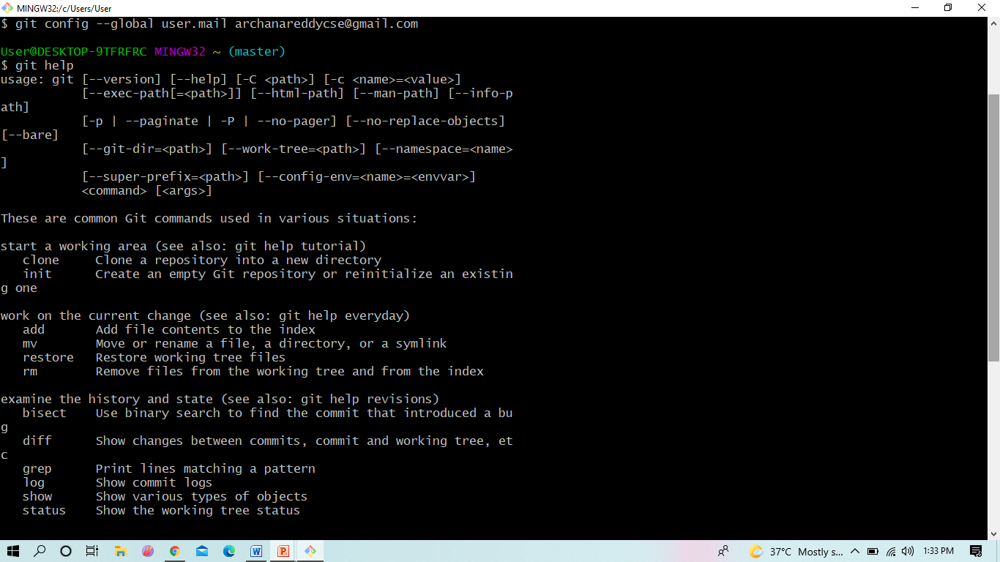 MINGW32:/c/Users/User
$ git config --global user.mail archanareddycse@gmail.com
User@DESKTOP-9TFRFRC MINGW32 ~ (master)
$ git help
usage: git [--version] [--help] [-C <path>] [-c <name>=<value>]
           [--exec-path[=<path>]] [--html-path] [--man-path] [--info-p
ath]
           [-p | --paginate | -P | --no-pager] [--no-replace-objects]
[--bare]
           [--git-dir=<path>] [--work-tree=<path>] [--namespace=<name>
]
           [--super-prefix=<path>] [--config-env=<name>=<envvar>]
           <command> [<args>]
These are common Git commands used in various situations:
start a working area (see also: git help tutorial)
   clone     Clone a repository into a new directory
   init      Create an empty Git repository or reinitialize an existin
g one
work on the current change (see also: git help everyday)
   add       Add file contents to the index
   mv        Move or rename a file, a directory, or a symlink
   restore   Restore working tree files
   rm        Remove files from the working tree and from the index
examine the history and state (see also: git help revisions)
   bisect    Use binary search to find the commit that introduced a bu
g
   diff      Show changes between commits, commit and working tree, et
c
   grep      Print lines matching a pattern
   log       Show commit logs
   show      Show various types of objects
   status    Show the working tree status
37°C Mostly s... 1:33 PM